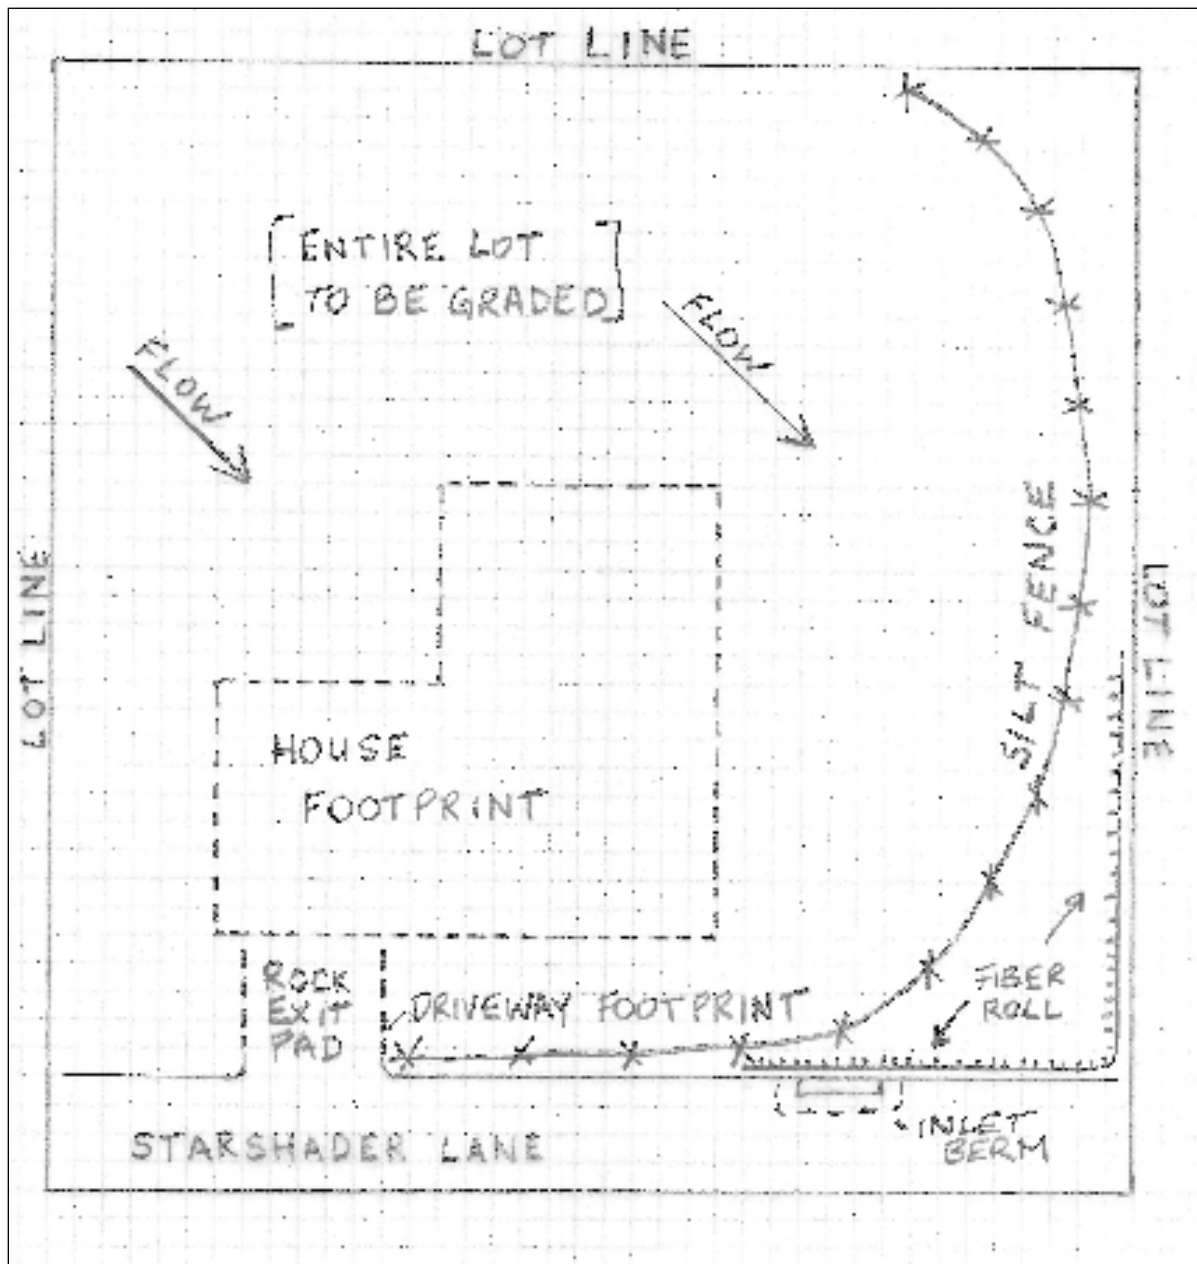 LOT LINE
[ENTIRE LOT
TO BE GRADED]
FLOW
FLOW
LOT LINE
SILT FENCE
LOT LINE
HOUSE
FOOTPRINT
ROCK
EXIT
PAD
DRIVEWAY FOOTPRINT
FIBER
ROLL
INLET
BERM
STARSHADER LANE